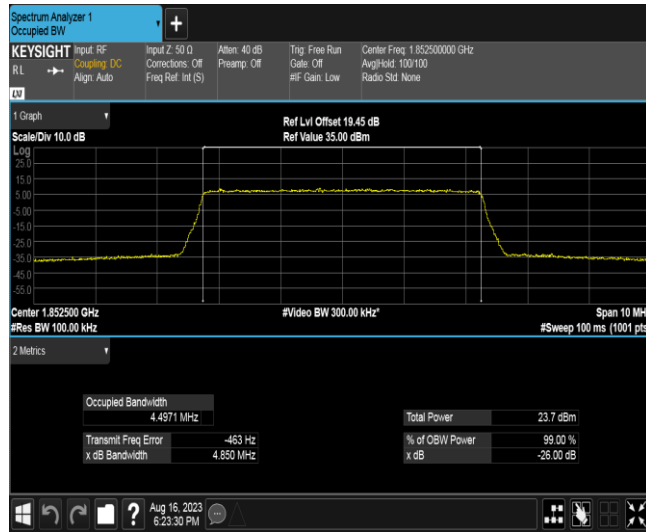 Spectrum Analyzer 1
Occupied BW
+
KEYSIGHT
RL
LXI
Input: RF
Coupling: DC
Align: Auto
Input Z: 50 Ω
Corrections: Off
Freq Ref: Int (S)
Atten: 40 dB
Preamp: Off
Trig: Free Run
Gate: Off
#IF Gain: Low
Center Freq: 1.852500000 GHz
Avg|Hold: 100/100
Radio Std: None
1 Graph
Scale/Div 10.0 dB
Ref Lvl Offset 19.45 dB
Ref Value 35.00 dBm
Log
25.0
15.0
5.00
-5.00
-15.0
-25.0
-35.0
-45.0
-55.0
Center 1.852500 GHz
#Res BW 100.00 kHz
#Video BW 300.00 kHz*
Span 10 MH
#Sweep 100 ms (1001 pts
2 Metrics
Occupied Bandwidth
4.4971 MHz
Transmit Freq Error -463 Hz
x dB Bandwidth 4.850 MHz
Total Power 23.7 dBm
% of OBW Power 99.00 %
x dB -26.00 dB
?
Aug 16, 2023
6:23:30 PM